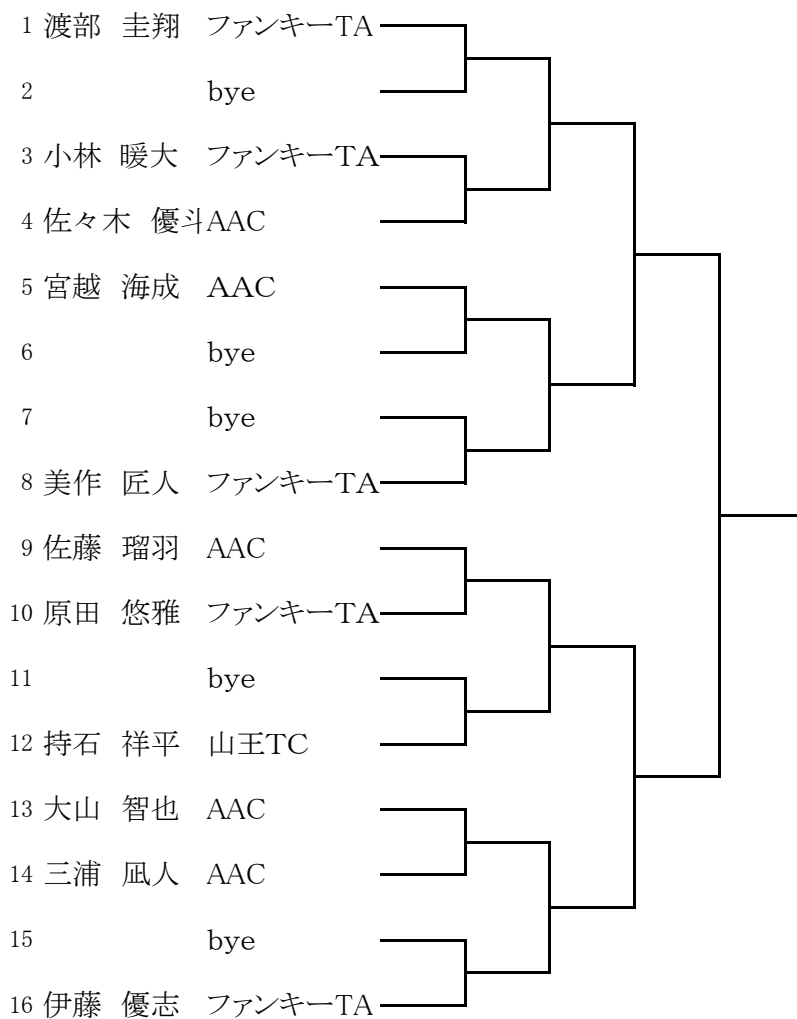 1 渡部 圭翔 ファンキーTA
2 bye
3 小林 暖大 ファンキーTA
4 佐々木 優斗 AAC
5 宮越 海成 AAC
6 bye
7 bye
8 美作 匠人 ファンキーTA
9 佐藤 瑠羽 AAC
10 原田 悠雅 ファンキーTA
11 bye
12 持石 祥平 山王TC
13 大山 智也 AAC
14 三浦 凪人 AAC
15 bye
16 伊藤 優志 ファンキーTA